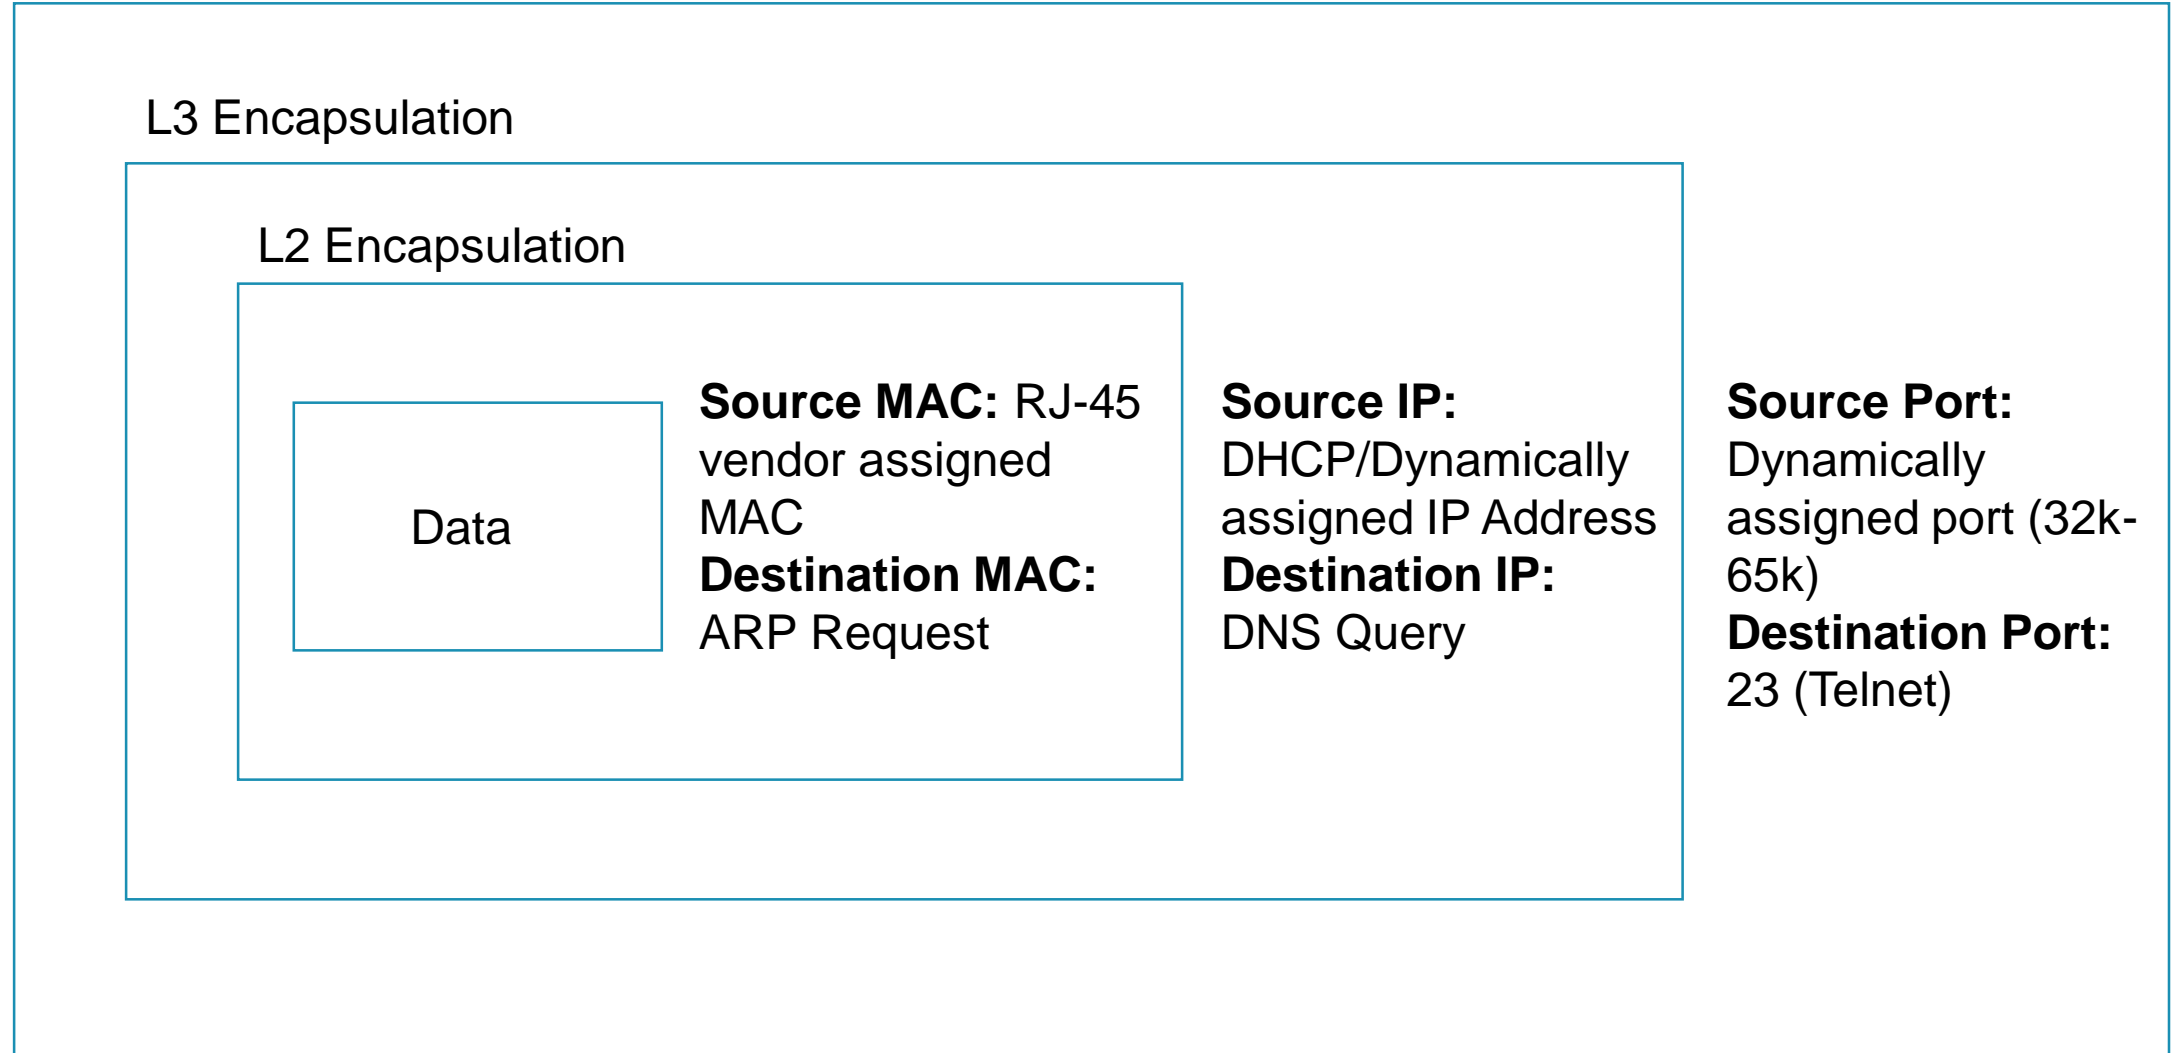 L3 Encapsulation
L2 Encapsulation
Data
Source MAC: RJ-45
vendor assigned
MAC
Destination MAC:
ARP Request
Source IP:
DHCP/Dynamically
assigned IP Address
Destination IP:
DNS Query
Source Port:
Dynamically
assigned port (32k-
65k)
Destination Port:
23 (Telnet)